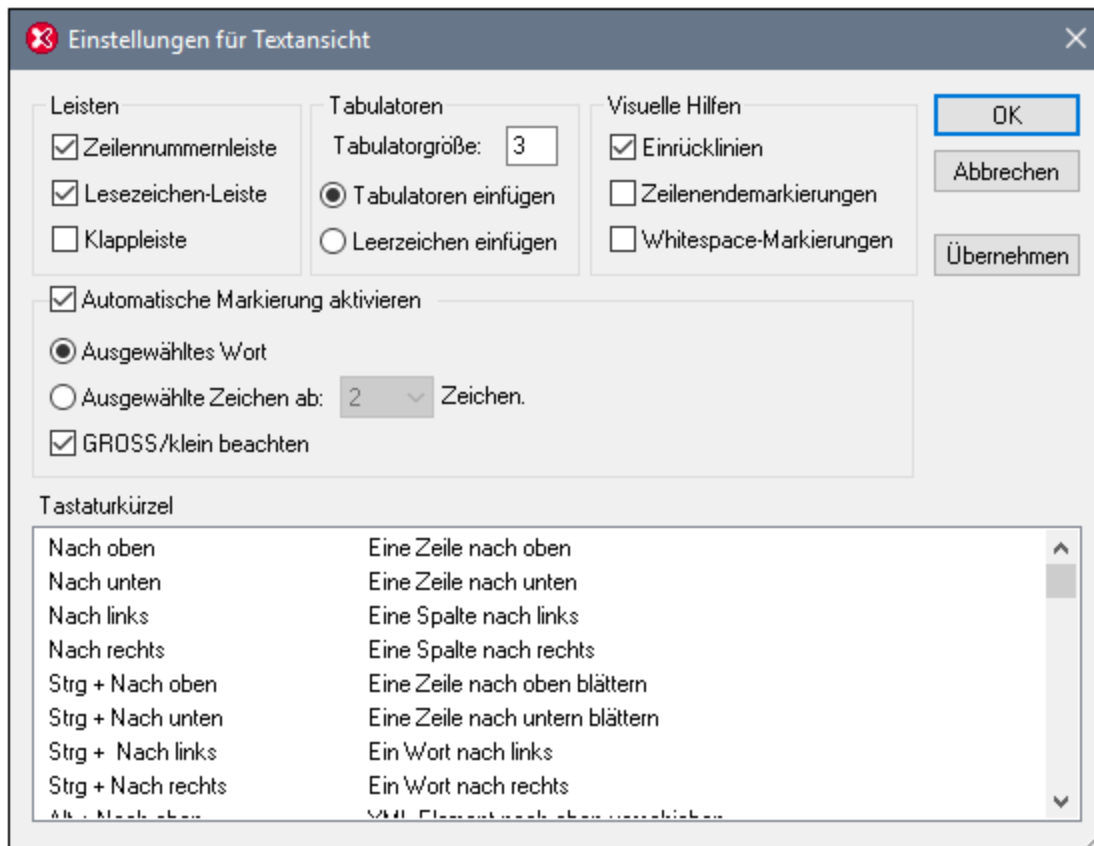 Einstellungen für Textansicht
Leisten
Zeilennummernleiste
Lesezeichen-Leiste
Klappleiste
Tabulatoren
Tabulatorgröße: 3
Tabulatoren einfügen
Leerzeichen einfügen
Visuelle Hilfen
Einrücklinien
Zeilenendemarkierungen
Whitespace-Markierungen
OK
Abbrechen
Übernehmen
Automatische Markierung aktivieren
Ausgewähltes Wort
Ausgewählte Zeichen ab: 2 Zeichen.
GROSS/klein beachten
Tastaturkürzel
Nach oben Eine Zeile nach oben
Nach unten Eine Zeile nach unten
Nach links Eine Spalte nach links
Nach rechts Eine Spalte nach rechts
Strg + Nach oben Eine Zeile nach oben blättern
Strg + Nach unten Eine Zeile nach untern blättern
Strg + Nach links Ein Wort nach links
Strg + Nach rechts Ein Wort nach rechts